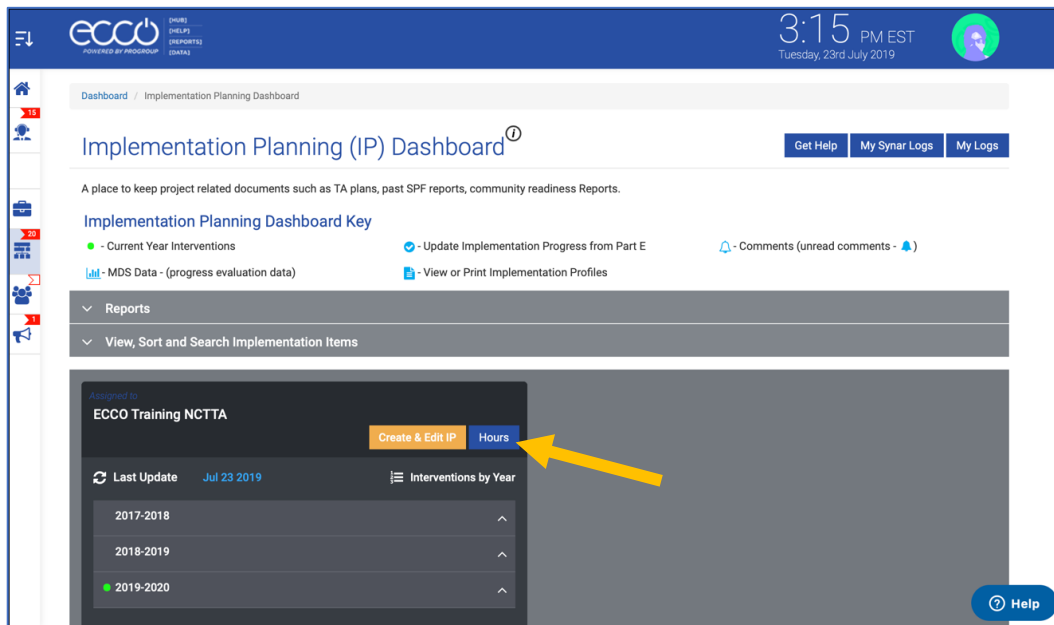 ecco
POWERED BY PROGROUP
[HUB]
[HELP]
[REPORTS]
[DATA]
3:15 PM EST
Tuesday, 23rd July 2019
Dashboard / Implementation Planning Dashboard
15
Implementation Planning (IP) Dashboard i
Get Help My Synar Logs My Logs
A place to keep project related documents such as TA plans, past SPF reports, community readiness Reports.
Implementation Planning Dashboard Key
- Current Year Interventions - Update Implementation Progress from Part E - Comments (unread comments - )
20
- MDS Data - (progress evaluation data) - View or Print Implementation Profiles
Reports
1
View, Sort and Search Implementation Items
Assigned to
ECCO Training NCTTA
Create & Edit IP Hours
Last Update Jul 23 2019 Interventions by Year
2017-2018
2018-2019
2019-2020
? Help